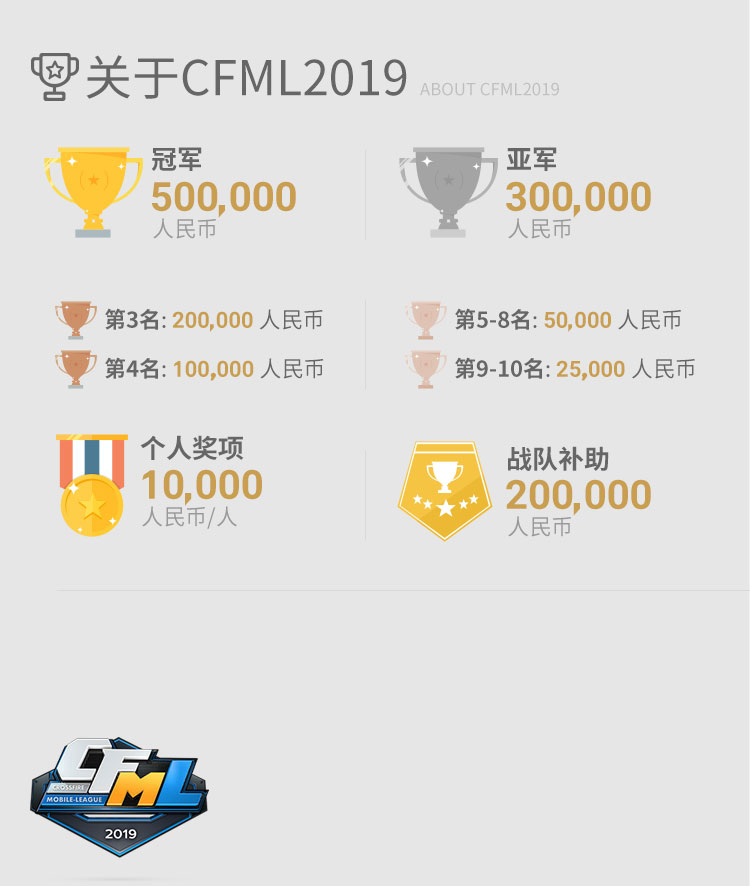 关于CFML2019 ABOUT CFML2019
冠军
500,000
人民币
亚军
300,000
人民币
第3名: 200,000 人民币
第4名: 100,000 人民币
第5-8名: 50,000 人民币
第9-10名: 25,000 人民币
个人奖项
10,000
人民币/人
战队补助
200,000
人民币
CFML
CROSSFIRE
MOBILE-LEAGUE
2019